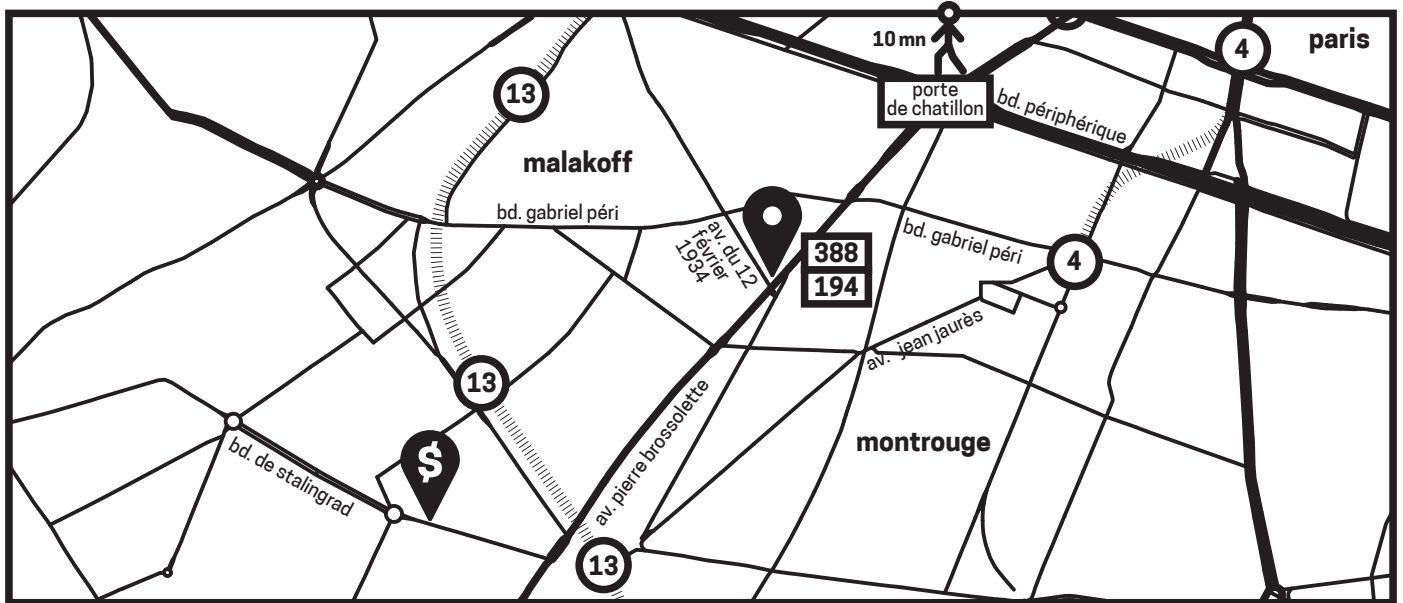 10 mn
4
paris
13
porte
de chatillon
bd. périphérique
malakoff
bd. gabriel péri
av. du 12
février
1934
388
194
bd. gabriel péri
4
av. jean jaurès
13
av. pierre brossolette
montrouge
$
bd. de stalingrad
13